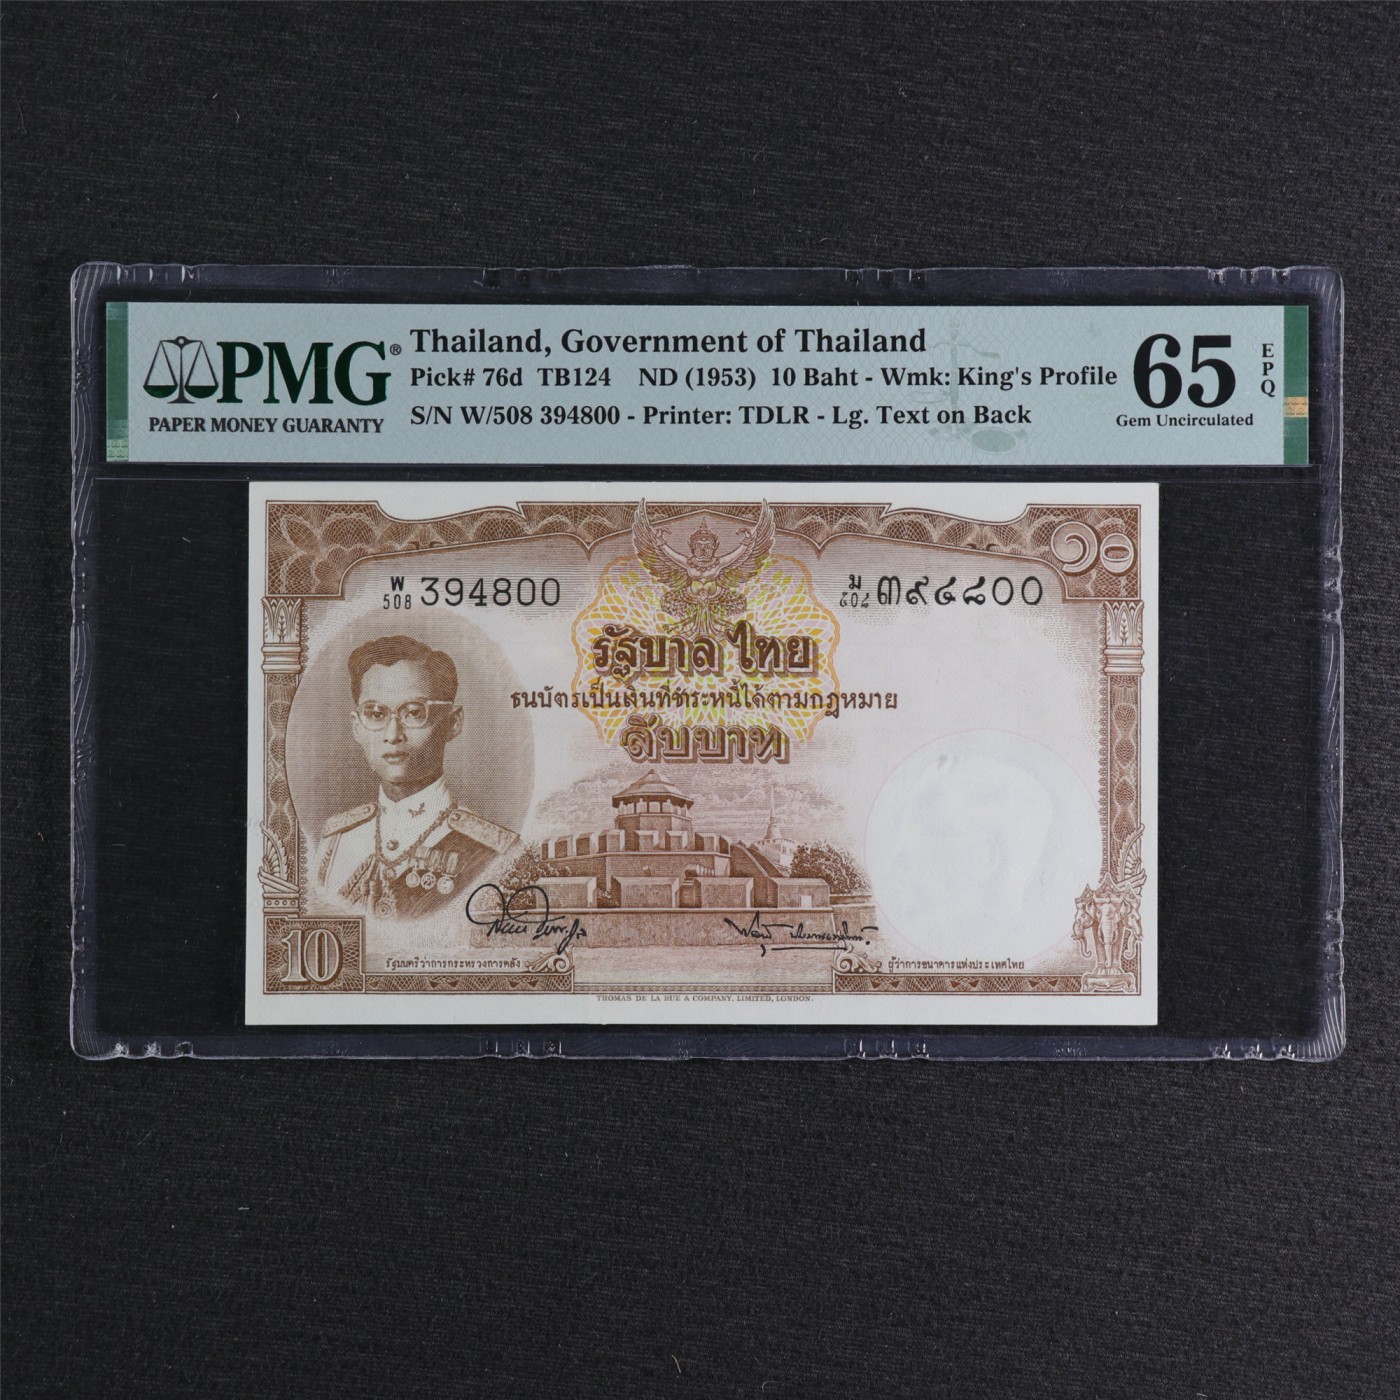 PMG®
PAPER MONEY GUARANTY
Thailand, Government of Thailand
Pick# 76d TB124 ND (1953) 10 Baht - Wmk: King's Profile
S/N W/508 394800 - Printer: TDLR - Lg. Text on Back
65
EPQ
Gem Uncirculated
๑๐
W
508 394800
ม
๕๐๘ ๓๙๔๘๐๐
รัฐบาลไทย
ธนบัตรเป็นเงินที่ชำระหนี้ได้ตามกฎหมาย
สิบบาท
10
รัฐมนตรีว่าการกระทรวงการคลัง
ผู้ว่าการธนาคารแห่งประเทศไทย
THOMAS DE LA RUE & COMPANY, LIMITED, LONDON.